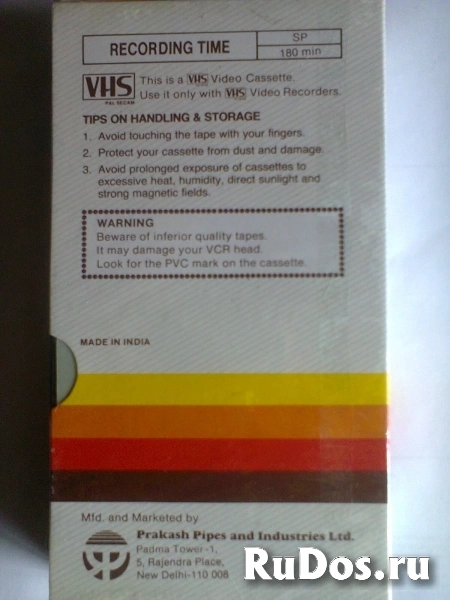 RECORDING TIME
SP
180 min
VHS
PAL SECAM
This is a VHS Video Cassette.
Use it only with VHS Video Recorders.
TIPS ON HANDLING & STORAGE
1. Avoid touching the tape with your fingers.
2. Protect your cassette from dust and damage.
3. Avoid prolonged exposure of cassettes to
excessive heat, humidity, direct sunlight and
strong magnetic fields.
WARNING
Beware of inferior quality tapes.
It may damage your VCR head.
Look for the PVC mark on the cassette.
MADE IN INDIA
Mfd. and Marketed by
Prakash Pipes and Industries Ltd.
Padma Tower-1,
5, Rajendra Place,
New Delhi-110 008
RuDos.ru